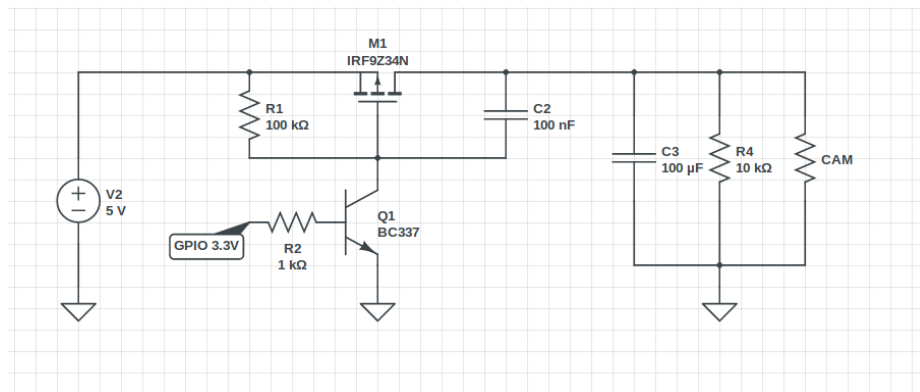 M1
IRF9Z34N
R1
100 kΩ
C2
100 nF
C3
100 µF
R4
10 kΩ
CAM
V2
5 V
Q1
BC337
GPIO 3.3V
R2
1 kΩ